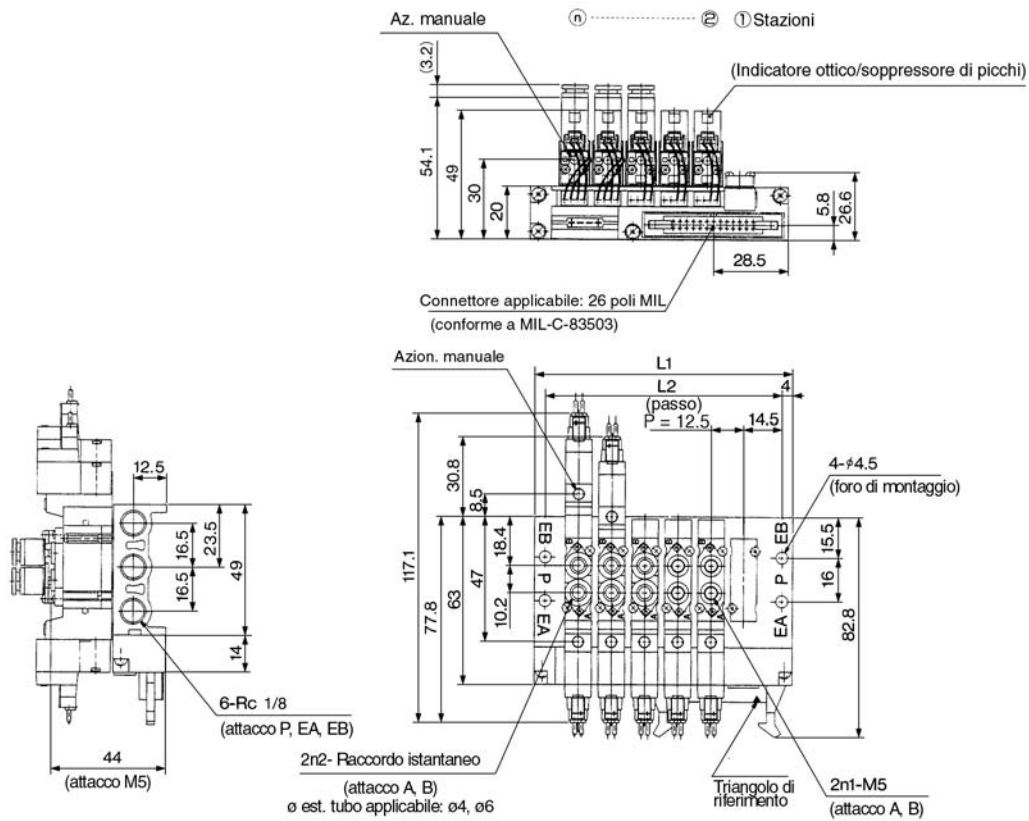 Az. manuale
ⓝ ② ①Stazioni
(Indicatore ottico/soppressore di picchi)
(3.2)
54.1
49
30
20
5.8
26.6
28.5
Connettore applicabile: 26 poli MIL
(conforme a MIL-C-83503)
Azion. manuale
L1
L2
4
(passo)
P = 12.5
14.5
4-ø4.5
(foro di montaggio)
30.8
8.5
18.4
10.2
47
63
77.8
117.1
EB
P
EA
B
A
EB
P
EA
15.5
16
82.8
12.5
16.5
16.5
23.5
49
14
6-Rc 1/8
(attacco P, EA, EB)
44
(attacco M5)
2n2- Raccordo istantaneo
(attacco A, B)
ø est. tubo applicabile: ø4, ø6
Triangolo di
riferimento
2n1-M5
(attacco A, B)